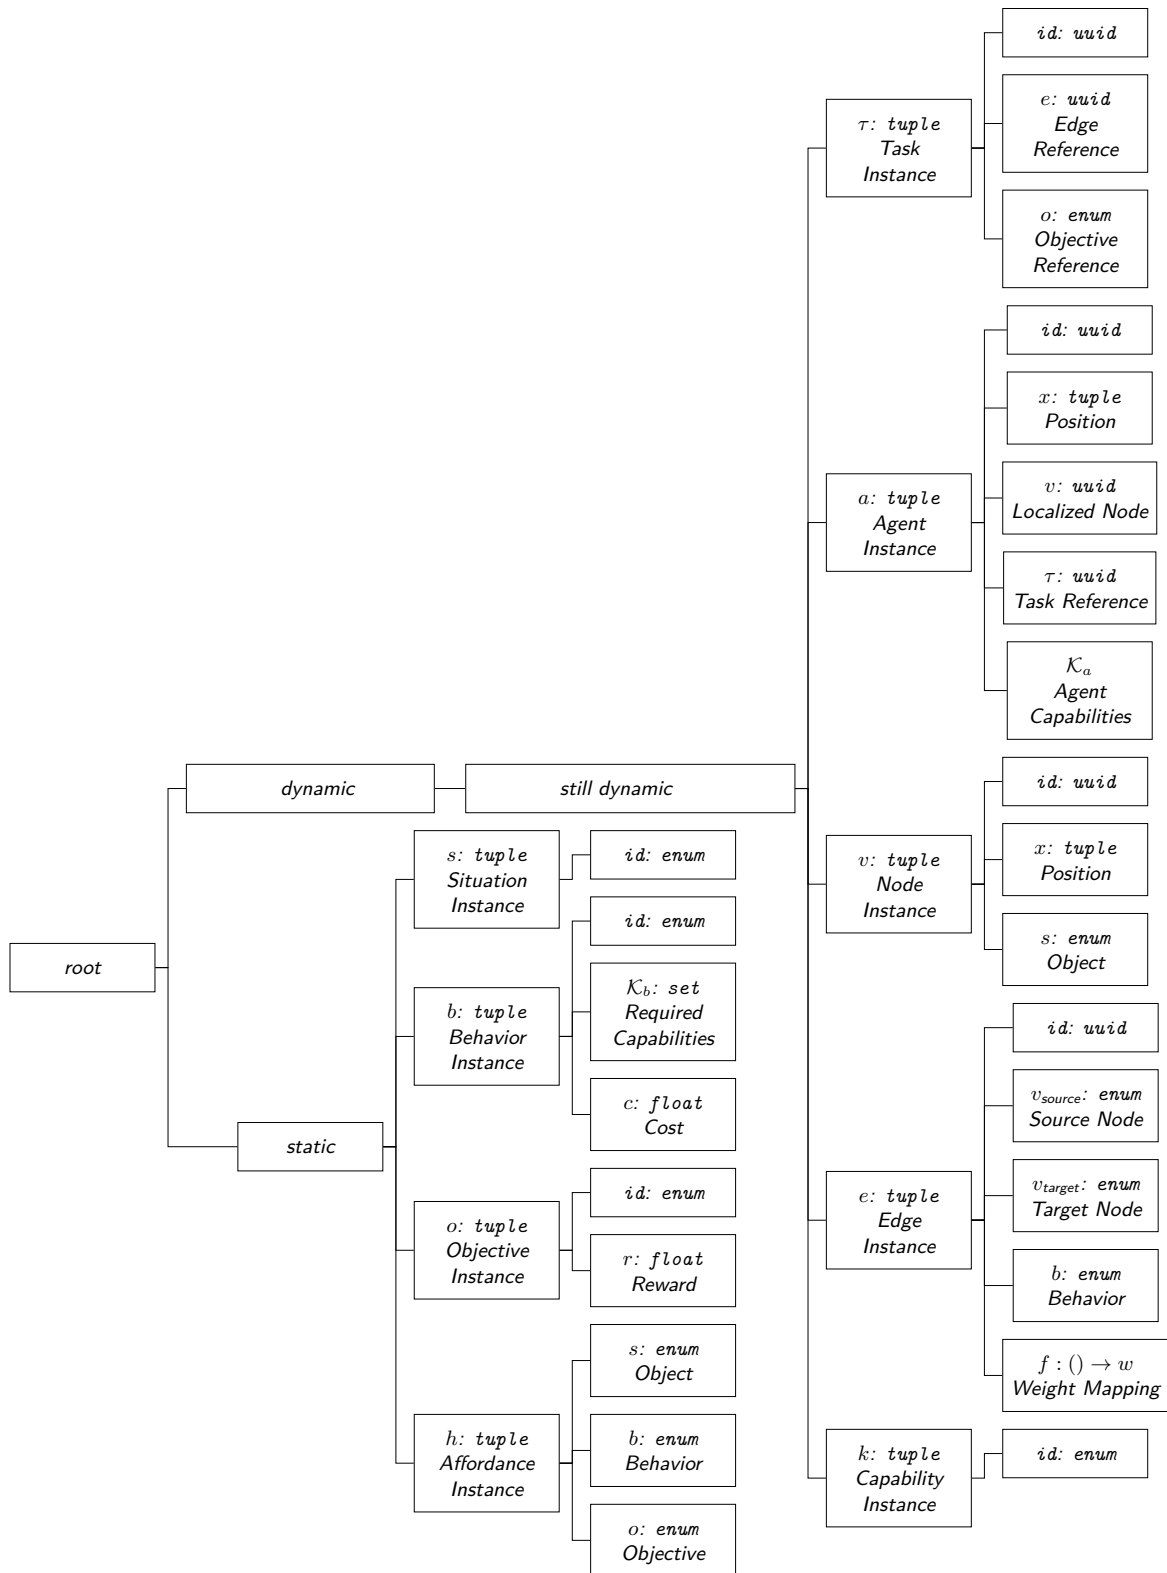 root
dynamic
still dynamic
τ: tuple
Task
Instance
id: uuid
e: uuid
Edge
Reference
o: enum
Objective
Reference
a: tuple
Agent
Instance
id: uuid
x: tuple
Position
v: uuid
Localized Node
τ: uuid
Task Reference
𝒦a
Agent
Capabilities
v: tuple
Node
Instance
id: uuid
x: tuple
Position
s: enum
Object
e: tuple
Edge
Instance
id: uuid
vsource: enum
Source Node
vtarget: enum
Target Node
b: enum
Behavior
f : () → w
Weight Mapping
k: tuple
Capability
Instance
id: enum
static
s: tuple
Situation
Instance
id: enum
b: tuple
Behavior
Instance
id: enum
𝒦b: set
Required
Capabilities
c: float
Cost
o: tuple
Objective
Instance
id: enum
r: float
Reward
h: tuple
Affordance
Instance
s: enum
Object
b: enum
Behavior
o: enum
Objective